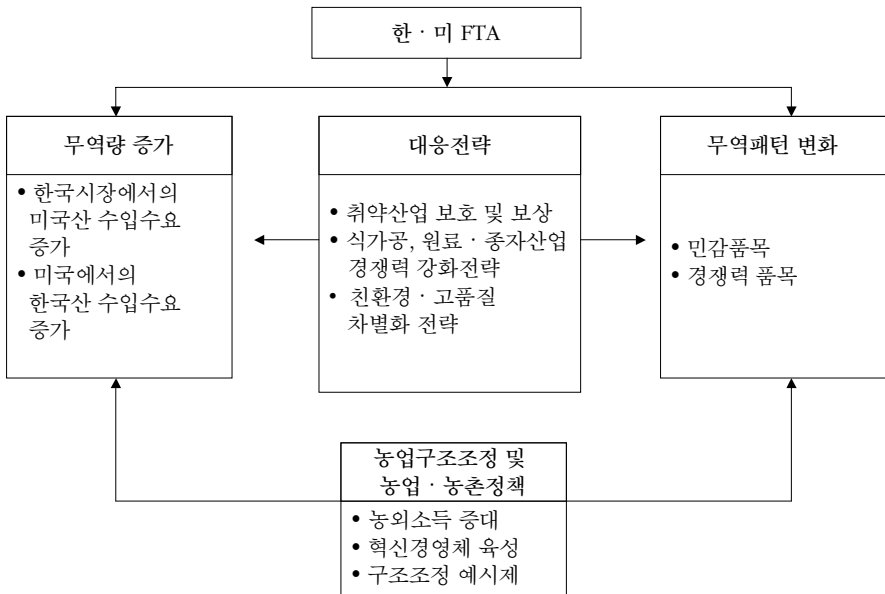 한 · 미 FTA
무역량 증가
• 한국시장에서의
미국산 수입수요
증가
• 미국에서의
한국산 수입수요
증가
대응전략
• 취약산업 보호 및 보상
• 식가공, 원료 · 종자산업
경쟁력 강화전략
• 친환경 · 고품질
차별화 전략
무역패턴 변화
• 민감품목
• 경쟁력 품목
농업구조조정 및
농업 · 농촌정책
• 농외소득 증대
• 혁신경영체 육성
• 구조조정 예시제